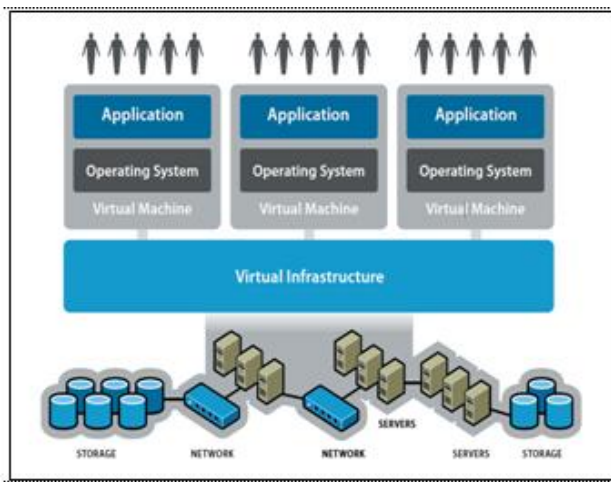 Application
Application
Application
Operating System
Operating System
Operating System
Virtual Machine
Virtual Machine
Virtual Machine
Virtual Infrastructure
SERVERS
STORAGE
NETWORK
NETWORK
SERVERS
STORAGE